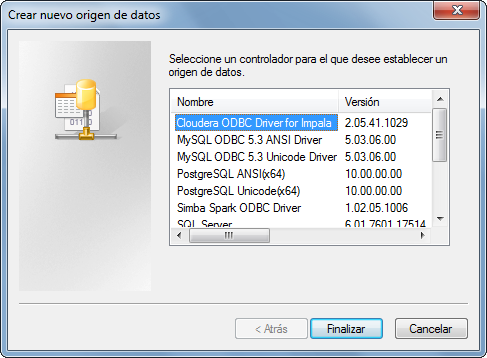 Crear nuevo origen de datos
Seleccione un controlador para el que desee establecer un
origen de datos.
Nombre Versión
Cloudera ODBC Driver for Impala 2.05.41.1029
MySQL ODBC 5.3 ANSI Driver 5.03.06.00
MySQL ODBC 5.3 Unicode Driver 5.03.06.00
PostgreSQL ANSI(x64) 10.00.00.00
PostgreSQL Unicode(x64) 10.00.00.00
Simba Spark ODBC Driver 1.02.05.1006
SQL Server 6.01.7601.17514
< Atrás Finalizar Cancelar